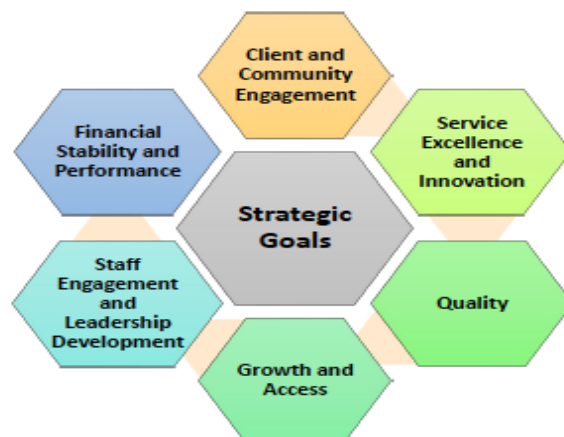 Client and
Community
Engagement
Service
Excellence
and
Innovation
Quality
Growth and
Access
Staff
Engagement
and
Leadership
Development
Financial
Stability and
Performance
Strategic
Goals